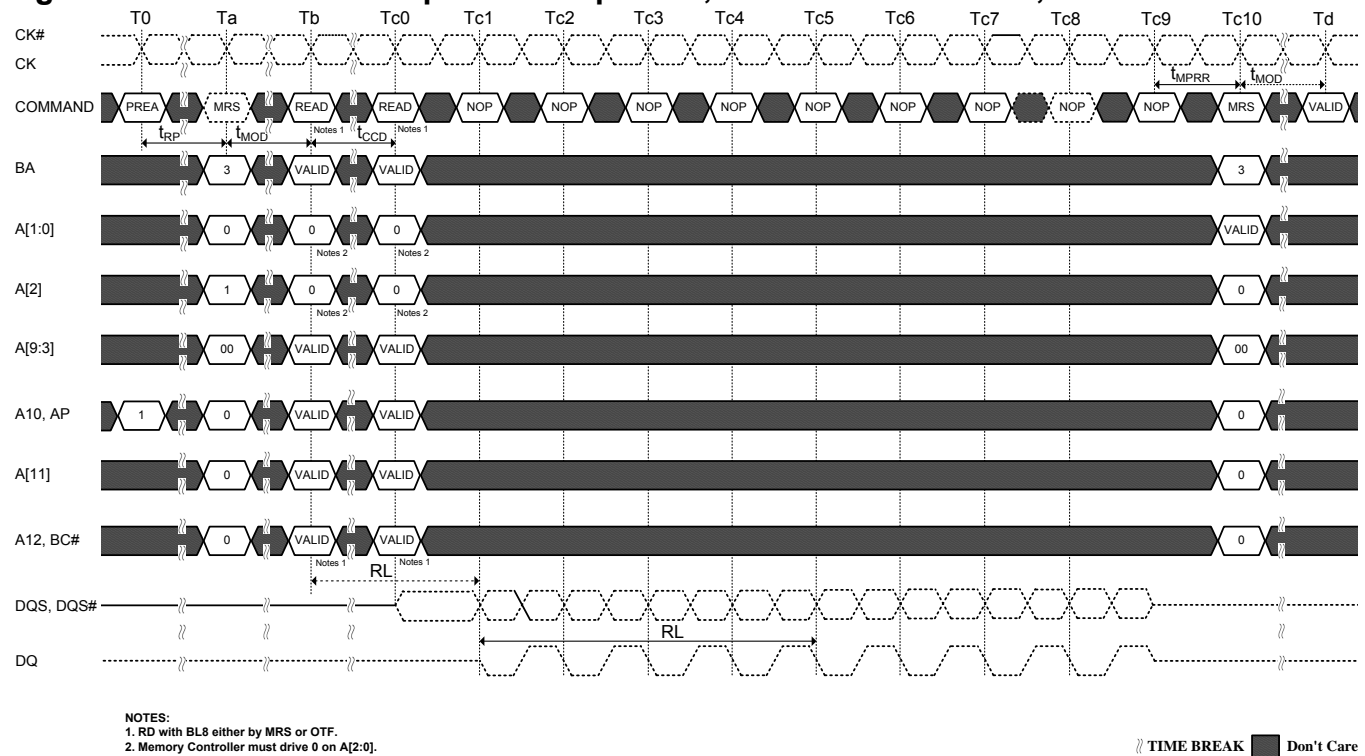 T0 Ta Tb Tc0 Tc1 Tc2 Tc3 Tc4 Tc5 Tc6 Tc7 Tc8 Tc9 Tc10 Td
CK#
CK
tMPRR tMOD
COMMAND PREA MRS READ READ NOP NOP NOP NOP NOP NOP NOP NOP NOP MRS VALID
Notes 1 Notes 1
tRP tMOD tCCD
BA 3 VALID VALID 3
A[1:0] 0 0 0 VALID
Notes 2 Notes 2
A[2] 1 0 0 0
Notes 2 Notes 2
A[9:3] 00 VALID VALID 00
A10, AP 1 0 VALID VALID 0
A[11] 0 VALID VALID 0
A12, BC# 0 VALID VALID 0
Notes 1 Notes 1
RL
DQS, DQS#
RL
DQ
NOTES:
1. RD with BL8 either by MRS or OTF.
2. Memory Controller must drive 0 on A[2:0].
TIME BREAK Don't Care